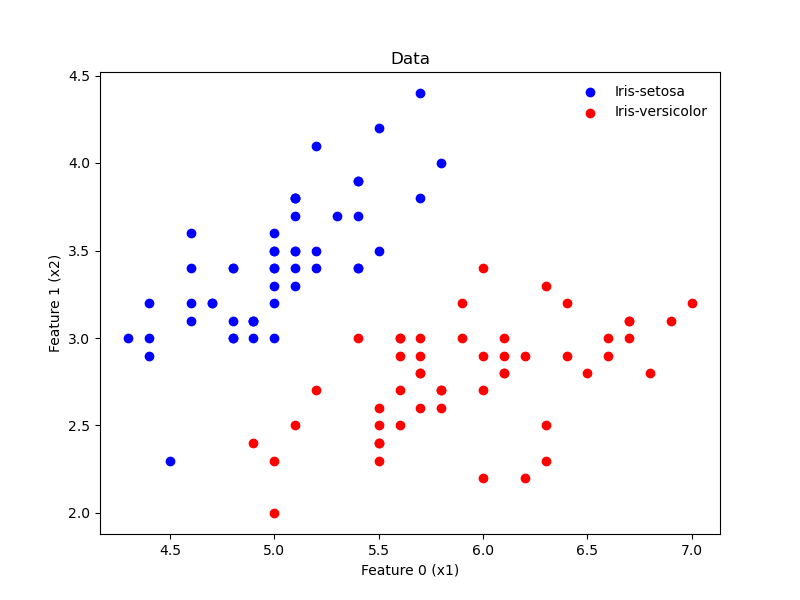 Data
Iris-setosa
Iris-versicolor
4.5
4.0
3.5
3.0
2.5
2.0
Feature 1 (x2)
4.5 5.0 5.5 6.0 6.5 7.0
Feature 0 (x1)